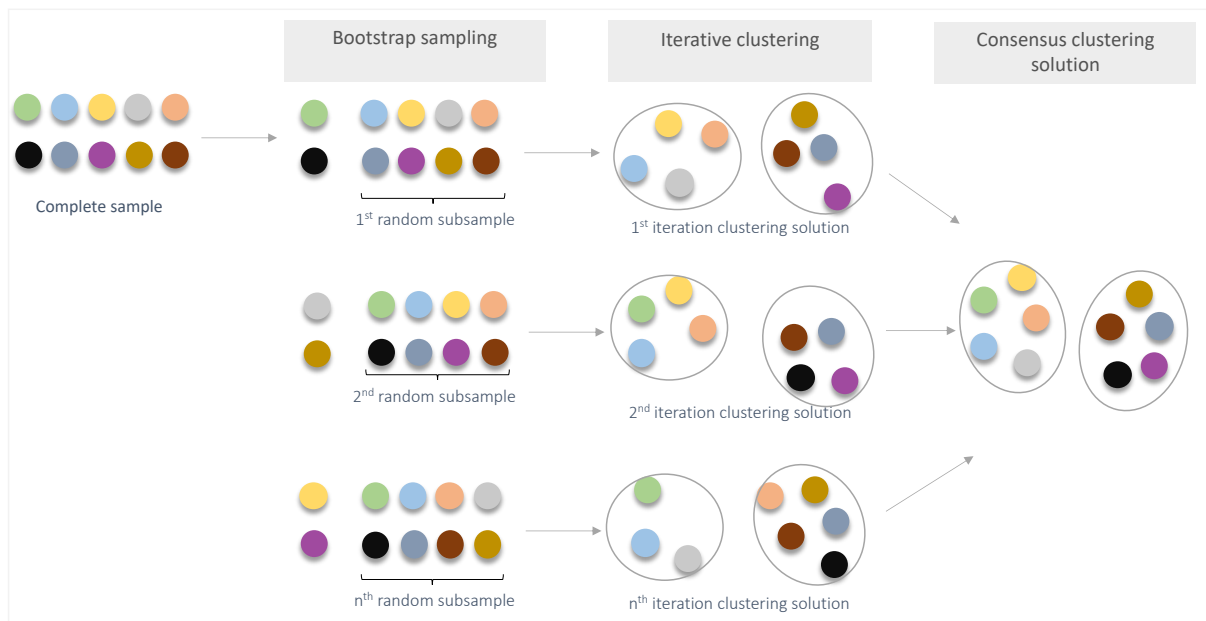 Bootstrap sampling
Iterative clustering
Consensus clustering
solution
Complete sample
1st random subsample
1st iteration clustering solution
2nd random subsample
2nd iteration clustering solution
nth random subsample
nth iteration clustering solution